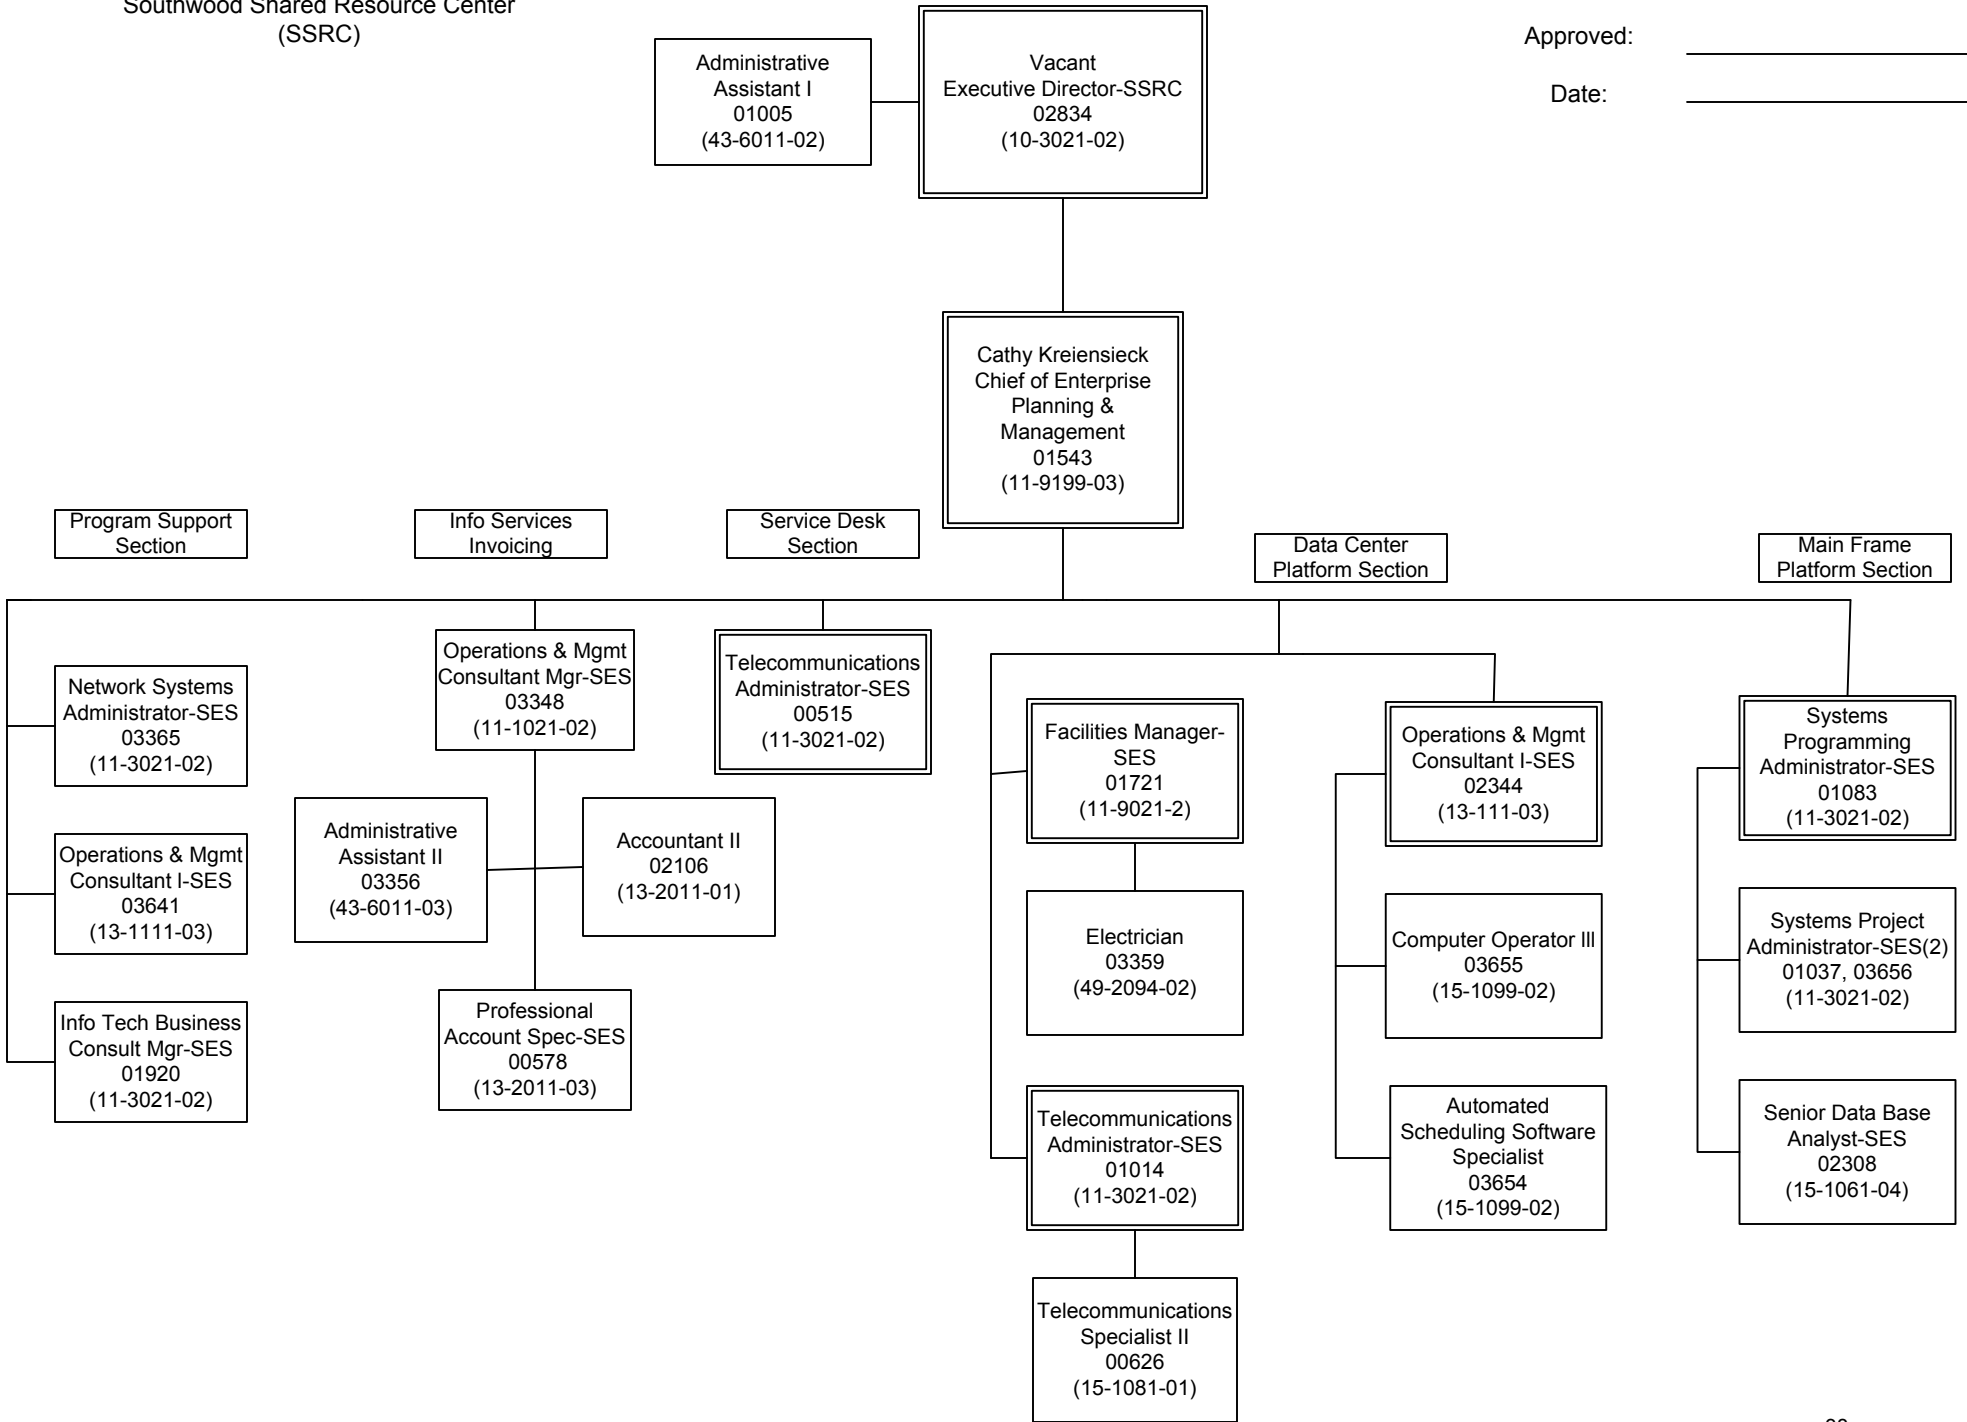 Southwood Shared Resource Center
(SSRC)
Approved:
Date:
Administrative
Assistant I
01005
(43-6011-02)
Vacant
Executive Director-SSRC
02834
(10-3021-02)
Cathy Kreiensieck
Chief of Enterprise
Planning &
Management
01543
(11-9199-03)
Program Support
Section
Info Services
Invoicing
Service Desk
Section
Data Center
Platform Section
Main Frame
Platform Section
Network Systems
Administrator-SES
03365
(11-3021-02)
Operations & Mgmt
Consultant I-SES
03641
(13-1111-03)
Info Tech Business
Consult Mgr-SES
01920
(11-3021-02)
Operations & Mgmt
Consultant Mgr-SES
03348
(11-1021-02)
Administrative
Assistant II
03356
(43-6011-03)
Accountant II
02106
(13-2011-01)
Professional
Account Spec-SES
00578
(13-2011-03)
Telecommunications
Administrator-SES
00515
(11-3021-02)
Facilities Manager-
SES
01721
(11-9021-2)
Electrician
03359
(49-2094-02)
Telecommunications
Administrator-SES
01014
(11-3021-02)
Telecommunications
Specialist II
00626
(15-1081-01)
Operations & Mgmt
Consultant I-SES
02344
(13-111-03)
Computer Operator III
03655
(15-1099-02)
Automated
Scheduling Software
Specialist
03654
(15-1099-02)
Systems
Programming
Administrator-SES
01083
(11-3021-02)
Systems Project
Administrator-SES(2)
01037, 03656
(11-3021-02)
Senior Data Base
Analyst-SES
02308
(15-1061-04)